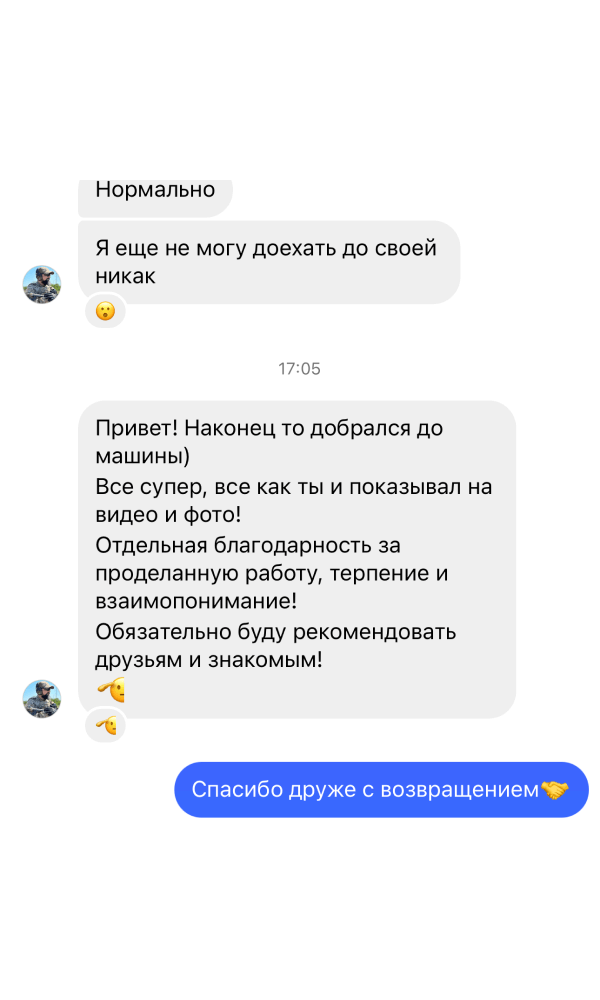 Нормально
Я еще не могу доехать до своей
никак
😮
17:05
Привет! Наконец то добрался до
машины)
Все супер, все как ты и показывал на
видео и фото!
Отдельная благодарность за
проделанную работу, терпение и
взаимопонимание!
Обязательно буду рекомендовать
друзьям и знакомым!
🫡
🫡
Спасибо друже с возвращением🤝